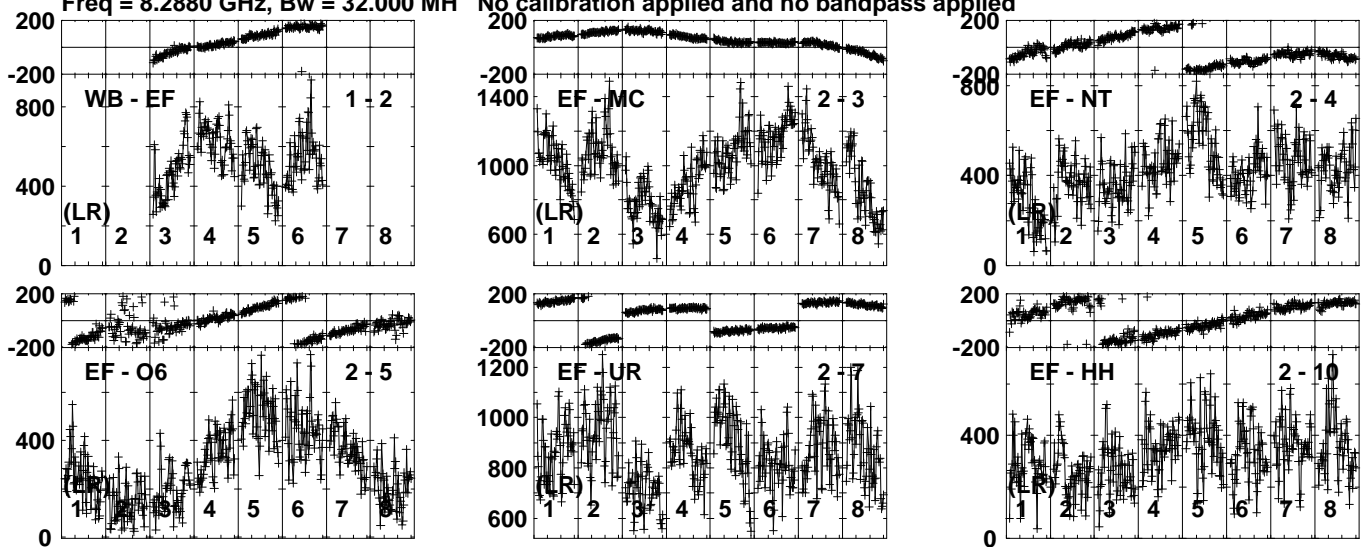 Freq = 8.2880 GHz, Bw = 32.000 MH No calibration applied and no bandpass applied
200
-200
800
400
0
WB - EF 1 - 2
(LR)
1 2 3 4 5 6 7 8
200
-200
1400
1000
600
EF - MC 2 - 3
(LR)
1 2 3 4 5 6 7 8
200
-200
800
400
0
EF - NT 2 - 4
(LR)
1 2 3 4 5 6 7 8
200
-200
400
0
EF - O6 2 - 5
(LR)
1 2 3 4 5 6 7 8
200
-200
1200
1000
800
600
EF - UR 2 - 7
(LR)
1 2 3 4 5 6 7 8
200
-200
400
0
EF - HH 2 - 10
(LR)
1 2 3 4 5 6 7 8